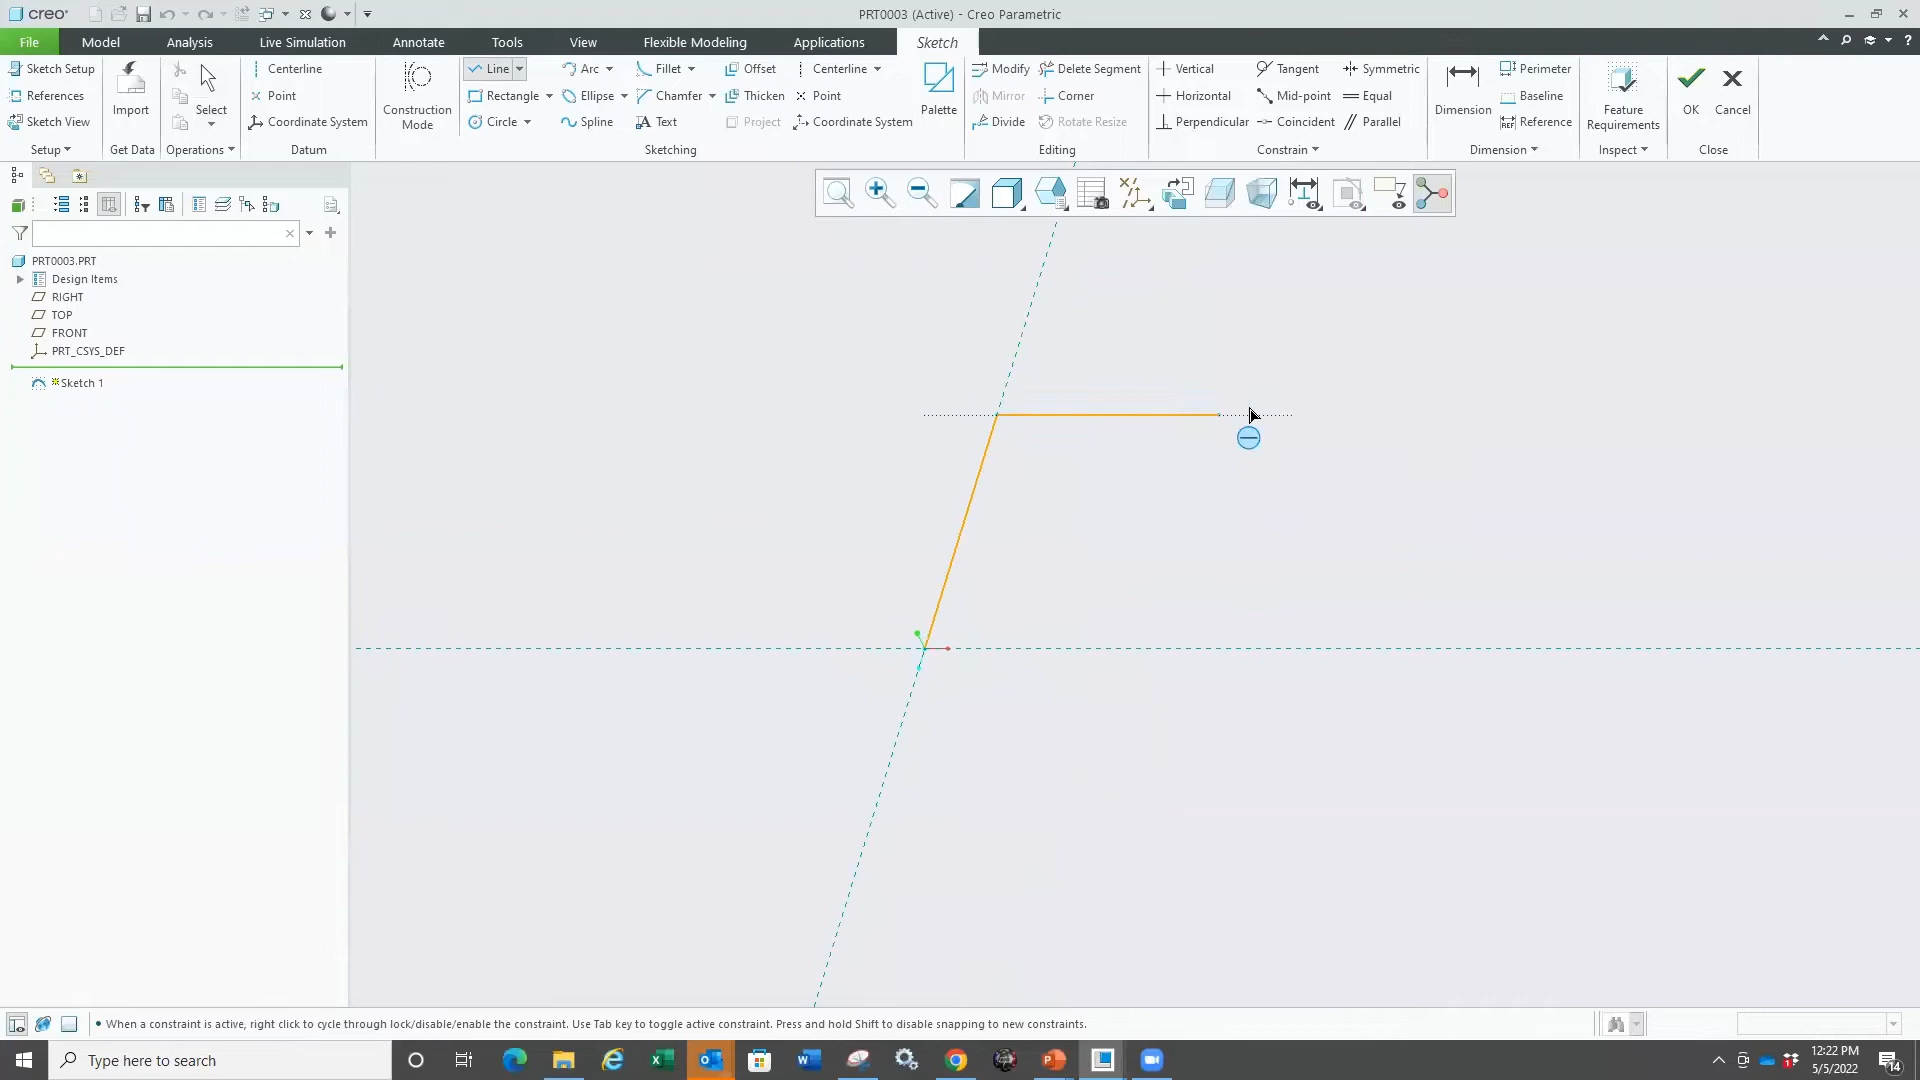 creo
PRT0003 (Active) - Creo Parametric
File Model Analysis Live Simulation Annotate Tools View Flexible Modeling Applications Sketch
Sketch Setup
References
Sketch View
Setup
Import
Get Data
Select
Operations
Centerline
Point
Coordinate System
Datum
Construction
Mode
Line Arc Fillet Offset Centerline
Rectangle Ellipse Chamfer Thicken Point
Circle Spline Text Project Coordinate System
Palette
Sketching
Modify Delete Segment
Mirror Corner
Divide Rotate Resize
Editing
Vertical Tangent Symmetric
Horizontal Mid-point Equal
Perpendicular Coincident Parallel
Constrain
Dimension
Perimeter
Baseline
REF Reference
Dimension
Feature
Requirements
Inspect
OK Cancel
Close
PRT0003.PRT
Design Items
RIGHT
TOP
FRONT
PRT_CSYS_DEF
Sketch 1
• When a constraint is active, right click to cycle through lock/disable/enable the constraint. Use Tab key to toggle active constraint. Press and hold Shift to disable snapping to new constraints.
Type here to search
12:22 PM
5/5/2022
14